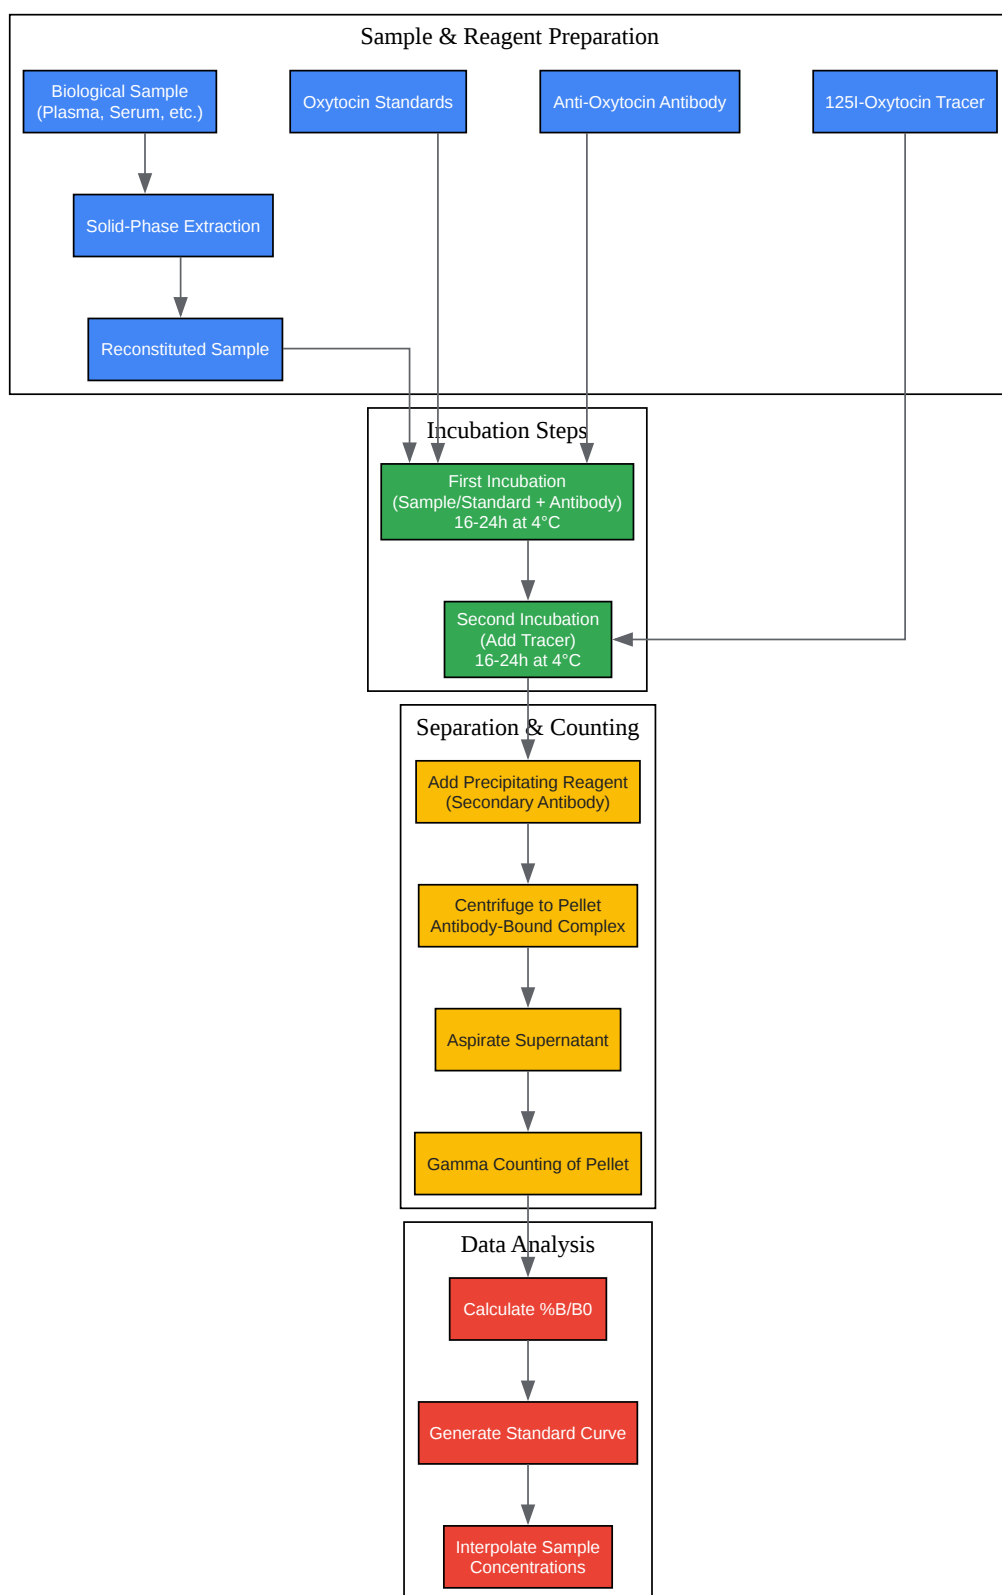 Sample & Reagent Preparation
Biological Sample
(Plasma, Serum, etc.)
Oxytocin Standards
Anti-Oxytocin Antibody
125I-Oxytocin Tracer
Solid-Phase Extraction
Reconstituted Sample
Incubation Steps
First Incubation
(Sample/Standard + Antibody)
16-24h at 4°C
Second Incubation
(Add Tracer)
16-24h at 4°C
Separation & Counting
Add Precipitating Reagent
(Secondary Antibody)
Centrifuge to Pellet
Antibody-Bound Complex
Aspirate Supernatant
Gamma Counting of Pellet
Data Analysis
Calculate %B/B0
Generate Standard Curve
Interpolate Sample
Concentrations